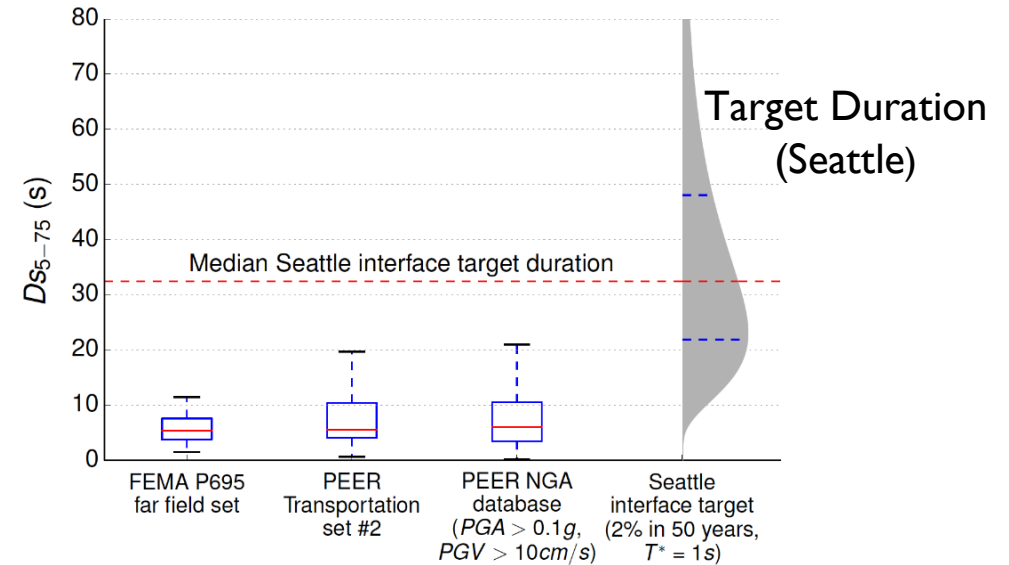 80
70
60
50
40
30
20
10
0
Ds5−75 (s)
Target Duration
(Seattle)
Median Seattle interface target duration
FEMA P695
far field set
PEER
Transportation
set #2
PEER NGA
database
(PGA > 0.1g,
PGV > 10cm/s)
Seattle
interface target
(2% in 50 years,
T* = 1s)